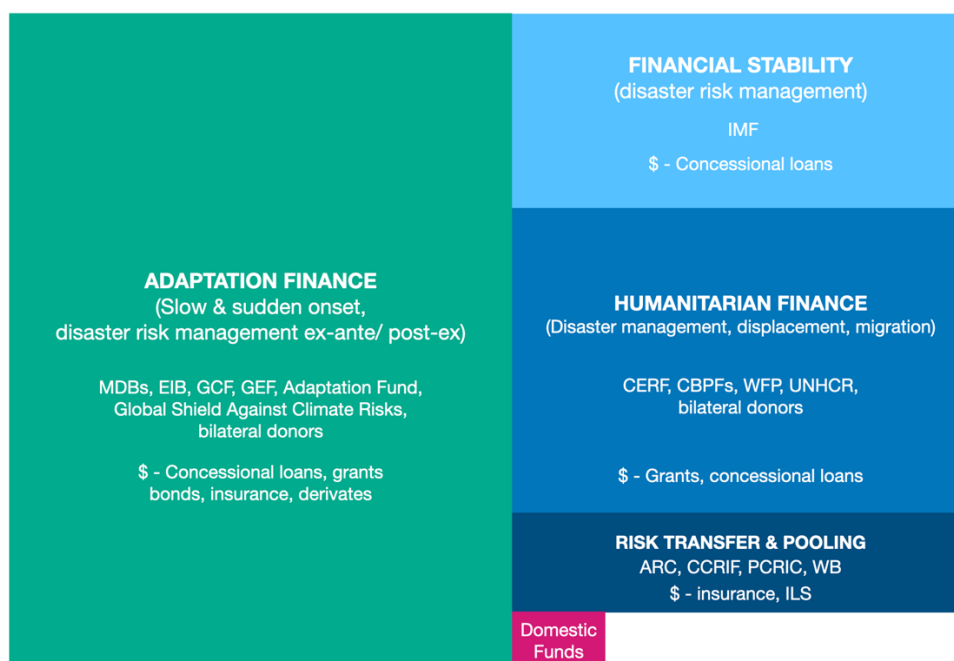 ADAPTATION FINANCE
(Slow & sudden onset,
disaster risk management ex-ante/ post-ex)
MDBs, EIB, GCF, GEF, Adaptation Fund,
Global Shield Against Climate Risks,
bilateral donors
$ - Concessional loans, grants
bonds, insurance, derivates
FINANCIAL STABILITY
(disaster risk management)
IMF
$ - Concessional loans
HUMANITARIAN FINANCE
(Disaster management, displacement, migration)
CERF, CBPFs, WFP, UNHCR,
bilateral donors
$ - Grants, concessional loans
RISK TRANSFER & POOLING
ARC, CCRIF, PCRIC, WB
$ - insurance, ILS
Domestic
Funds